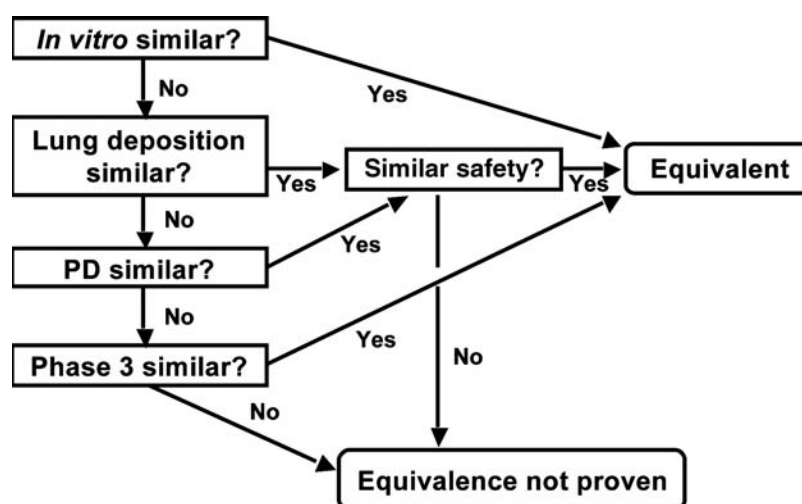 In vitro similar?
No
Yes
Lung deposition
similar?
Yes
Similar safety?
Yes
Equivalent
No
Yes
PD similar?
No
Yes
No
Phase 3 similar?
No
Equivalence not proven